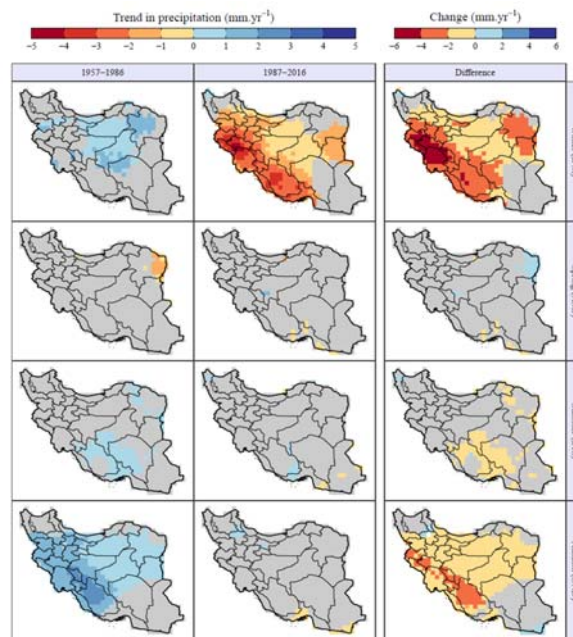 Trend in precipitation (mm.yr⁻¹)
Change (mm.yr⁻¹)
−5 −4 −3 −2 −1 0 1 2 3 4 5
−6 −4 −2 0 2 4 6
1957−1986
1987−2016
Difference